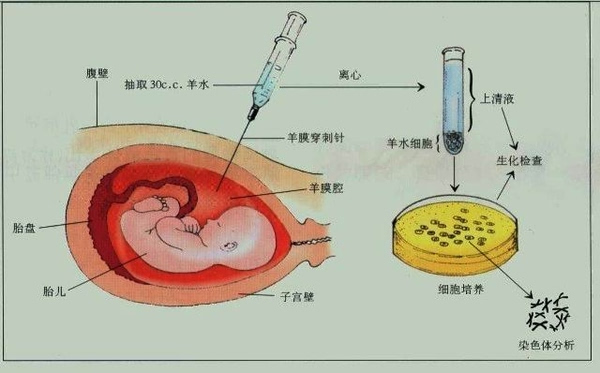 腹壁
抽取30c.c.羊水
离心
上清液
羊膜穿刺针
羊水细胞
生化检查
羊膜腔
胎盘
胎儿
子宫壁
细胞培养
染色体分析